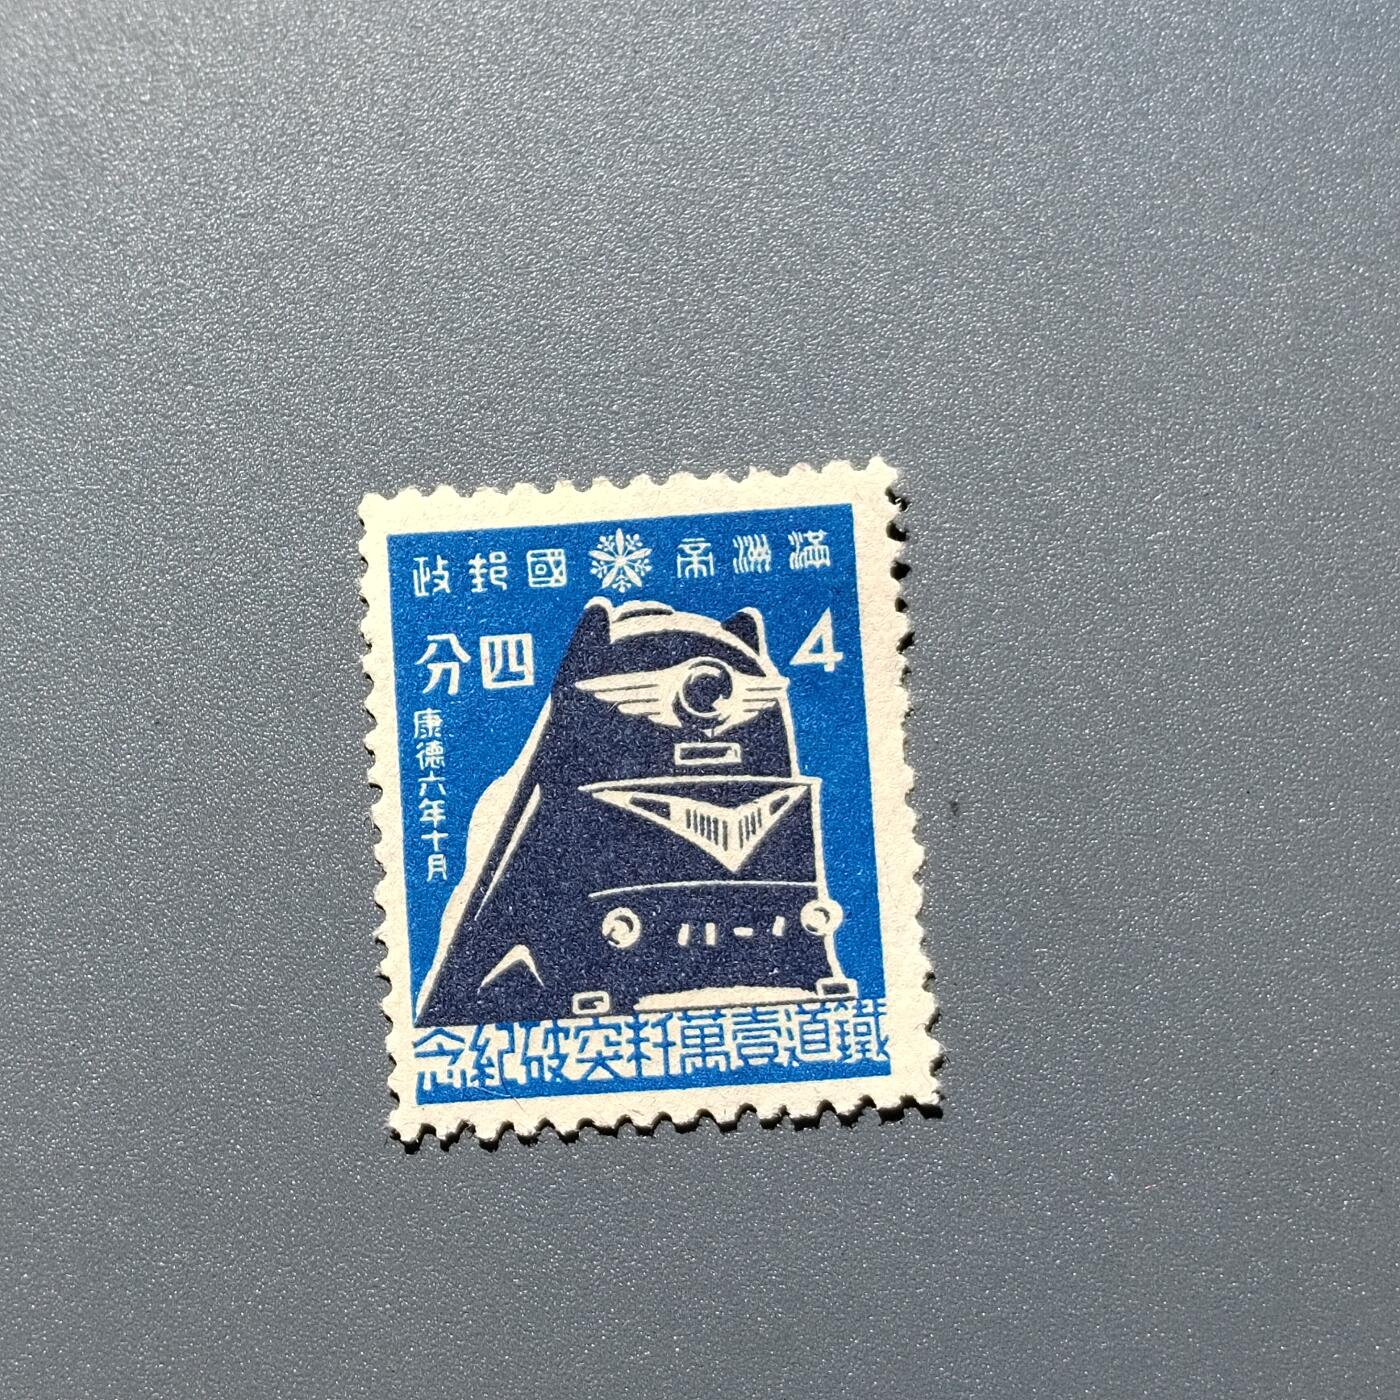 滿洲帝國郵政
4
四分
康德六年十月
鐵道壹萬粁突破紀念